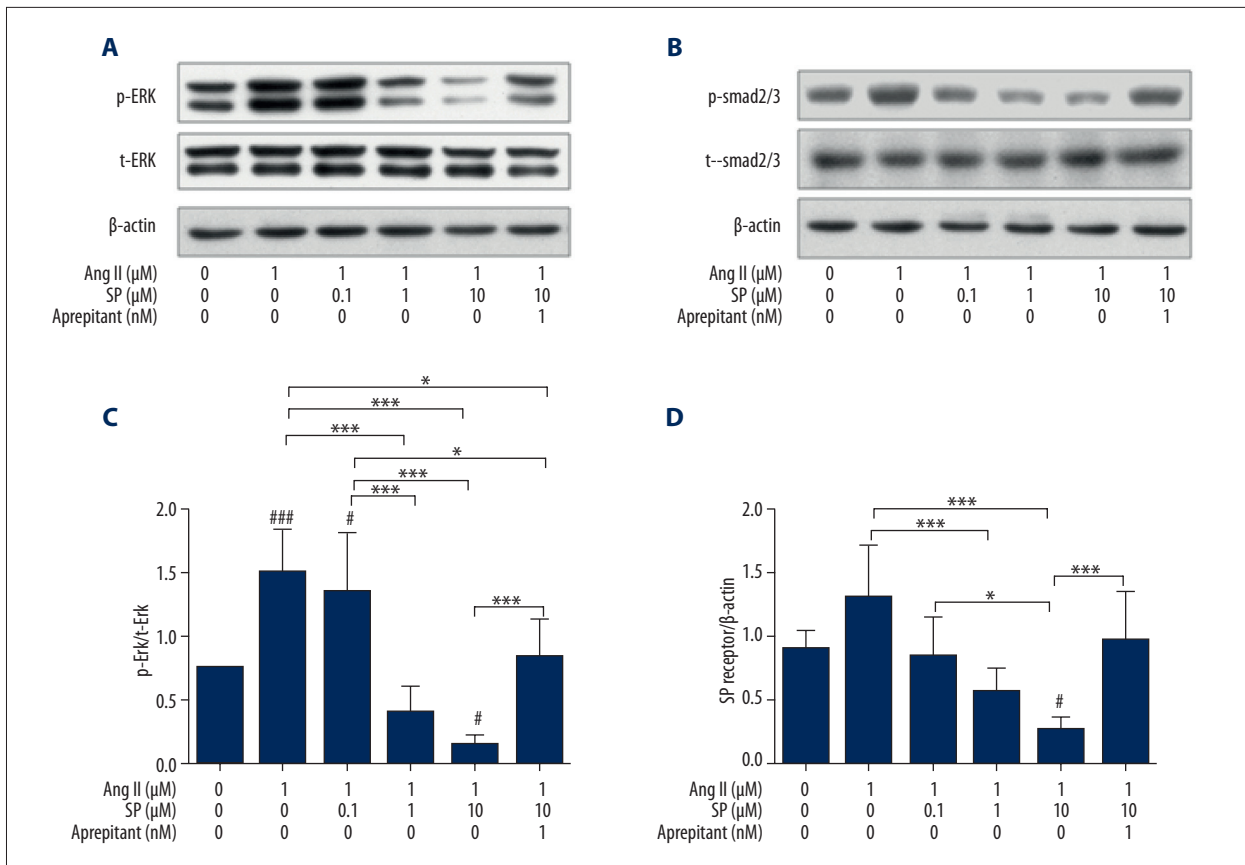 A
p-ERK
t-ERK
β-actin
Ang II (μM) 0 1 1 1 1 1
SP (μM) 0 0 0.1 1 10 10
Aprepitant (nM) 0 0 0 0 0 1
B
p-smad2/3
t--smad2/3
β-actin
Ang II (μM) 0 1 1 1 1 1
SP (μM) 0 0 0.1 1 10 10
Aprepitant (nM) 0 0 0 0 0 1
C
*
***
***
*
***
***
2.0
1.5
1.0
0.5
0.0
p-Erk/t-Erk
### #
***
#
Ang II (μM) 0 1 1 1 1 1
SP (μM) 0 0 0.1 1 10 10
Aprepitant (nM) 0 0 0 0 0 1
D
2.0
1.5
1.0
0.5
0.0
SP receptor/β-actin
***
***
***
*
#
Ang II (μM) 0 1 1 1 1 1
SP (μM) 0 0 0.1 1 10 10
Aprepitant (nM) 0 0 0 0 0 1